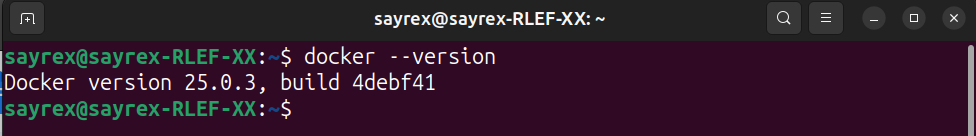 sayrex@sayrex-RLEF-XX: ~
sayrex@sayrex-RLEF-XX:~$ docker --version
Docker version 25.0.3, build 4debf41
sayrex@sayrex-RLEF-XX:~$